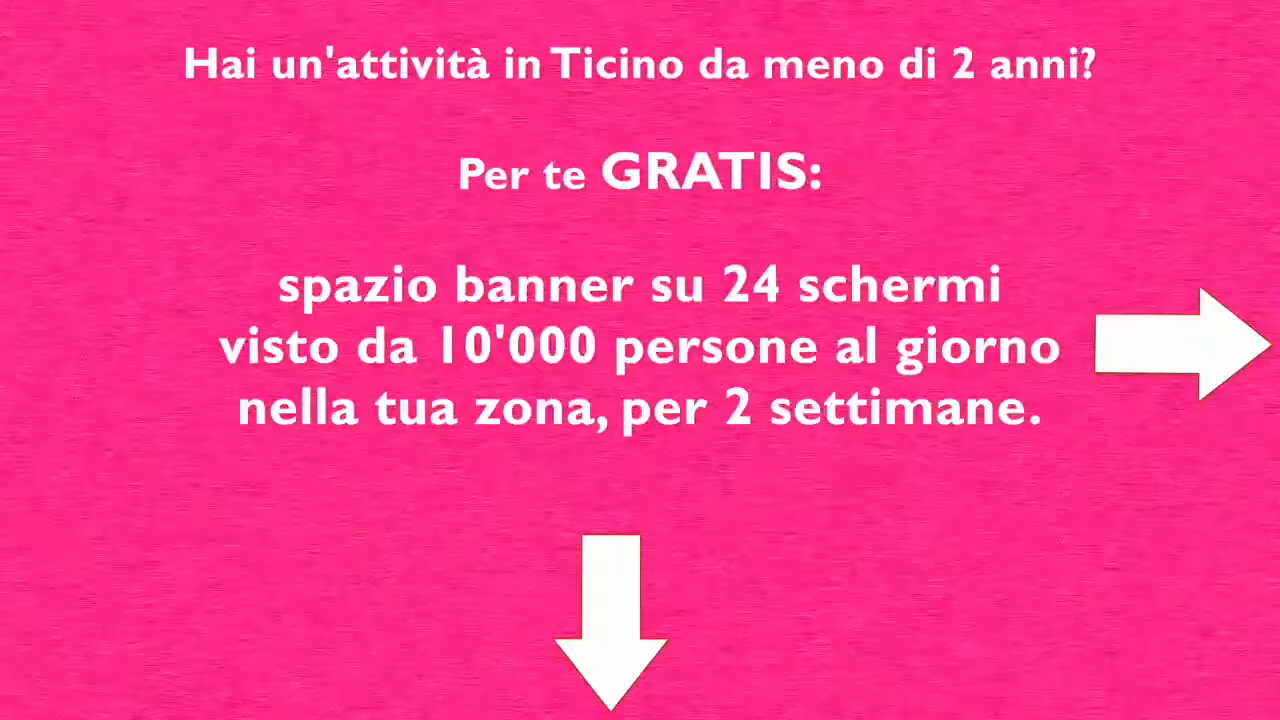 Hai un'attività in Ticino da meno di 2 anni?
Per te GRATIS:
spazio banner su 24 schermi
visto da 10'000 persone al giorno
nella tua zona, per 2 settimane.